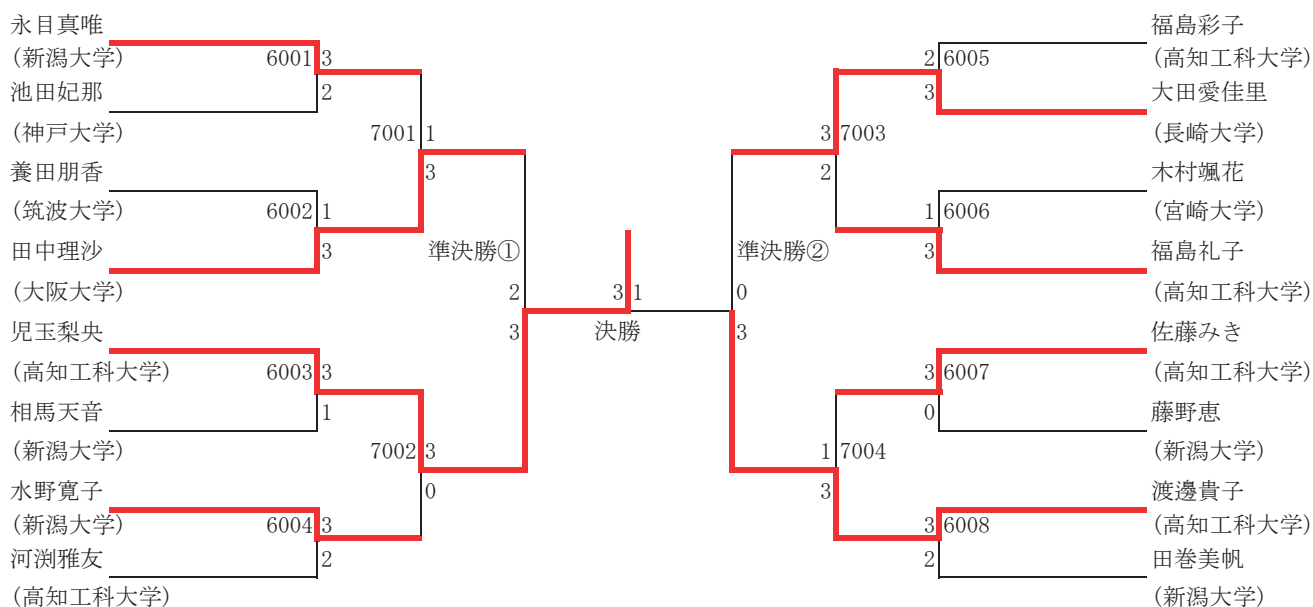 永目真唯
(新潟大学)
6001 3
池田妃那
2
(神戸大学)
7001 1
養田朋香
3
(筑波大学)
6002 1
田中理沙
3
準決勝①
(大阪大学)
2
児玉梨央
3
(高知工科大学)
6003 3
相馬天音
1
(新潟大学)
7002 3
水野寛子
0
(新潟大学)
6004 3
河渕雅友
2
(高知工科大学)
3 1
決勝
福島彩子
2 6005
(高知工科大学)
3
大田愛佳里
3 7003
(長崎大学)
2
木村颯花
1 6006
(宮崎大学)
準決勝②
3
福島礼子
0
(高知工科大学)
3
佐藤みき
3 6007
(高知工科大学)
0
藤野恵
1 7004
(新潟大学)
3
渡邊貴子
3 6008
(高知工科大学)
2
田巻美帆
(新潟大学)